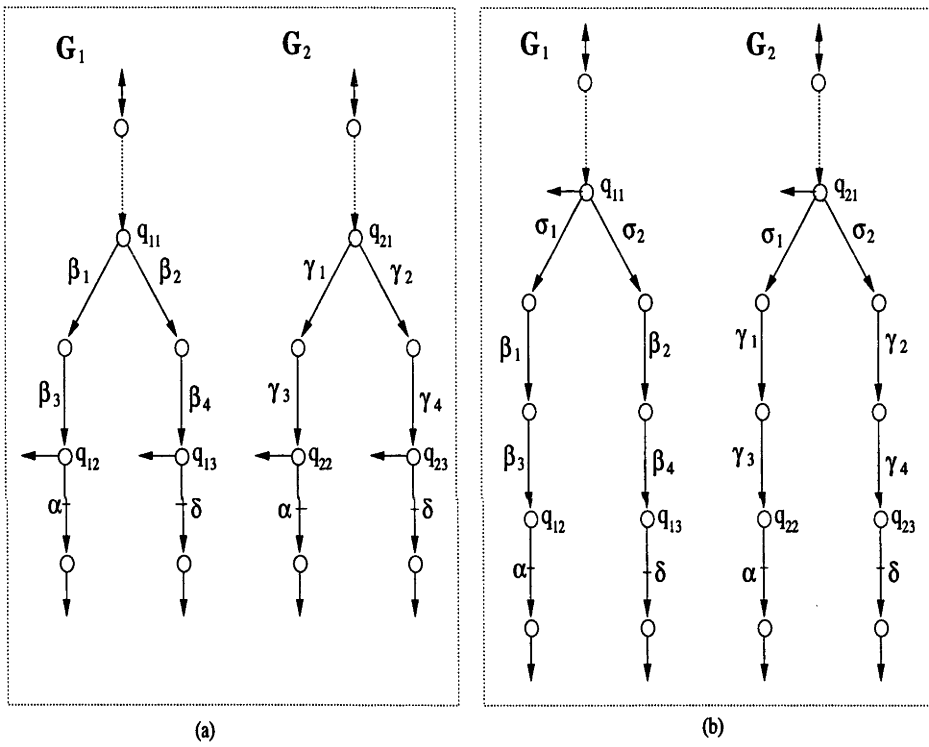 G₁ G₂
q₁₁ q₂₁
β₁ β₂ γ₁ γ₂
β₃ β₄ γ₃ γ₄
q₁₂ q₁₃ q₂₂ q₂₃
α δ α δ
(a)
G₁ G₂
q₁₁ q₂₁
σ₁ σ₂ σ₁ σ₂
β₁ β₂ γ₁ γ₂
β₃ β₄ γ₃ γ₄
q₁₂ q₁₃ q₂₂ q₂₃
α δ α δ
(b)